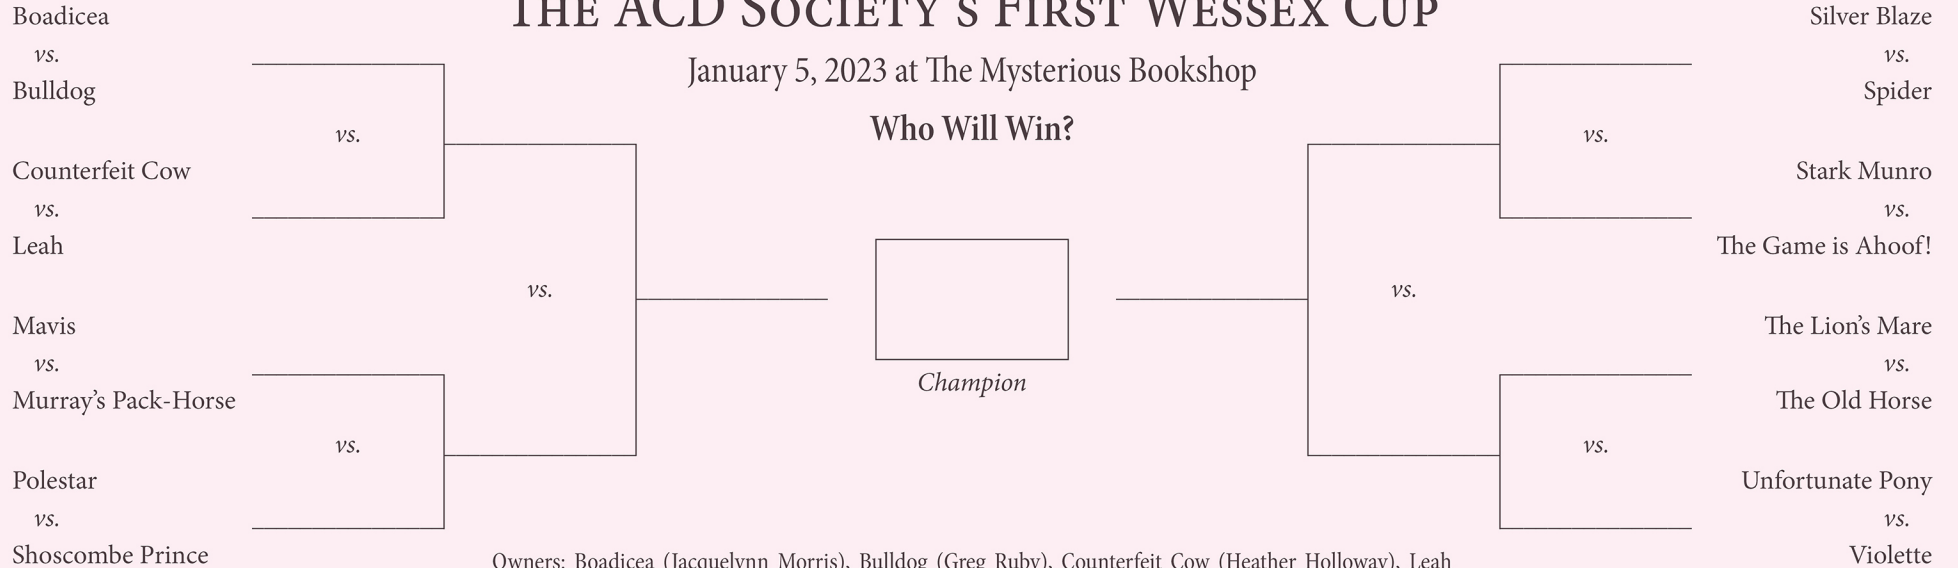 THE ACD SOCIETY'S FIRST WESSEX CUP
January 5, 2023 at The Mysterious Bookshop
Who Will Win?
Boadicea
vs.
Bulldog
vs.
Counterfeit Cow
vs.
Leah
vs.
Mavis
vs.
Murray's Pack-Horse
vs.
Polestar
vs.
Shoscombe Prince
Champion
Silver Blaze
vs.
Spider
vs.
Stark Munro
vs.
The Game is Ahoof!
vs.
The Lion's Mare
vs.
The Old Horse
vs.
Unfortunate Pony
vs.
Violette
Owners: Boadicea (Jacquelynn Morris), Bulldog (Greg Ruby), Counterfeit Cow (Heather Holloway), Leah